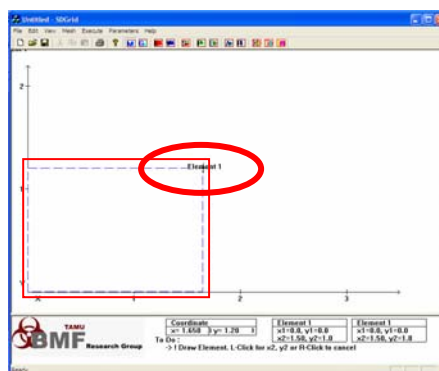 Untitled - SDGrid
File Edit View Mesh Execute Parameters Help
2
Element 1
1
X 1 2 3
TAMU
BMF
Research Group
Coordinate
x= 1.650 y= 1.20
Element 1
x1=0.0, y1=0.0
x2=1.50, y2=1.0
Element 1
x1=0.0, y1=0.0
x2=1.50, y2=1.0
To Do :
-> ! Draw Element. L-Click for x2, y2 or R-Click to cancel
Ready